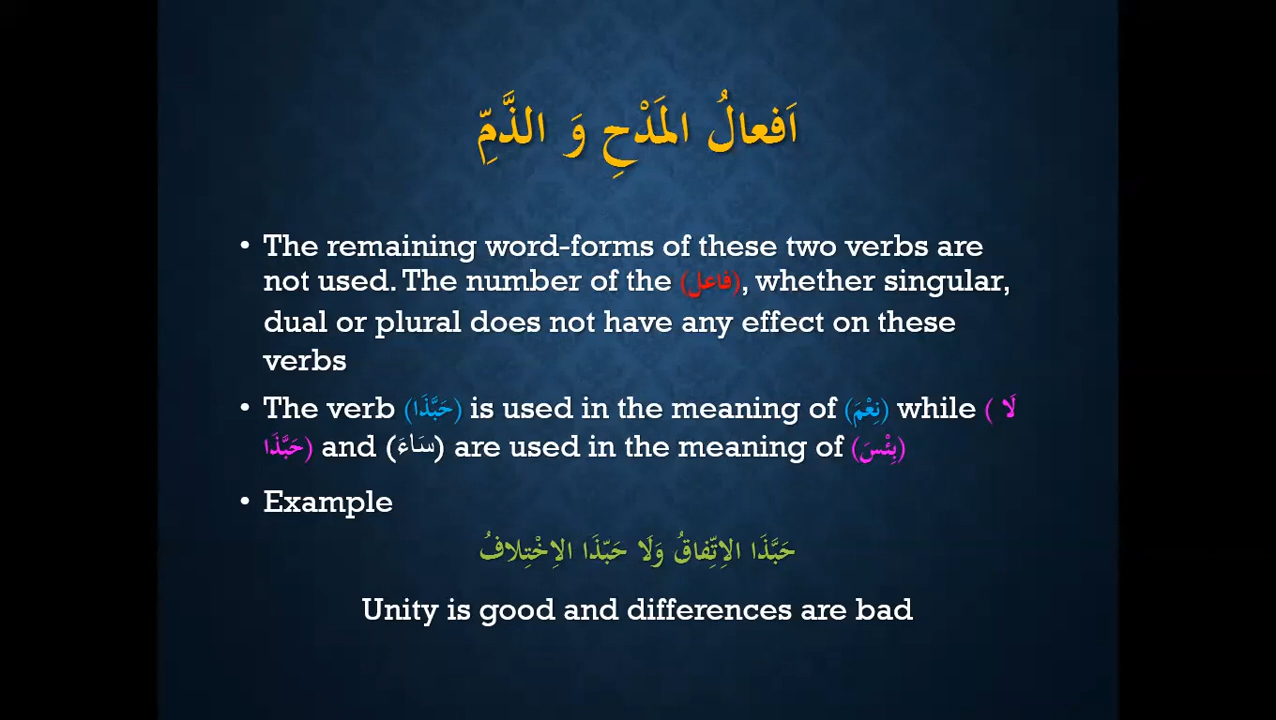 اَفعالُ المَدْحِ وَ الذَّمِّ
• The remaining word-forms of these two verbs are
not used. The number of the (فاعل), whether singular,
dual or plural does not have any effect on these
verbs
• The verb (حَبَّذَا) is used in the meaning of (نِعْمَ) while (لَا
حَبَّذَا) and (سَاءَ) are used in the meaning of (بِئْسَ)
• Example
حَبَّذَا الاِتِّفاقُ وَلَا حَبّذَا الاِخْتِلافُ
Unity is good and differences are bad